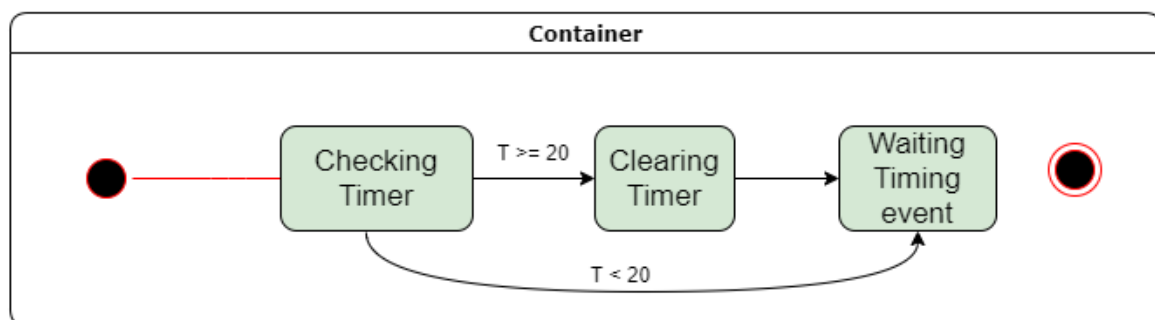 Container
Checking
Timer
T >= 20
Clearing
Timer
Waiting
Timing
event
T < 20